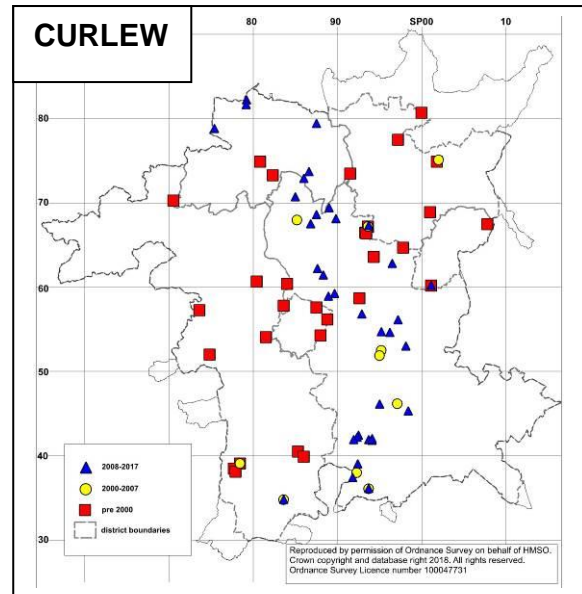 CURLEW
80 90 SP00 10
80
70
60
50
40
30
2008-2017
2000-2007
pre 2000
district boundaries
Reproduced by permission of Ordnance Survey on behalf of HMSO.
Crown copyright and database right 2018. All rights reserved.
Ordnance Survey Licence number 100047731